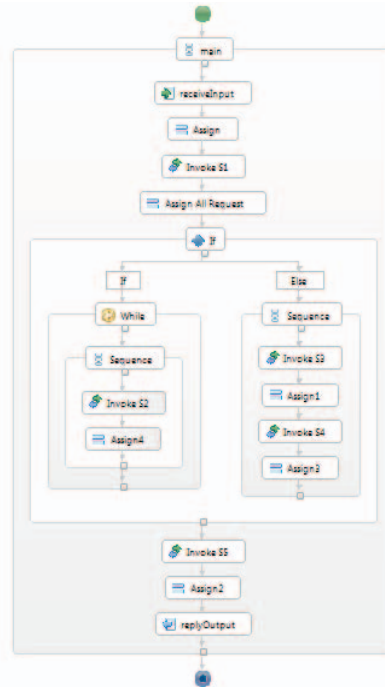 main
receiveInput
Assign
Invoke S1
Assign All Request
If
If
Else
While
Sequence
Sequence
Invoke S3
Invoke S2
Assign1
Assign4
Invoke S4
Assign3
Invoke S5
Assign2
replyOutput